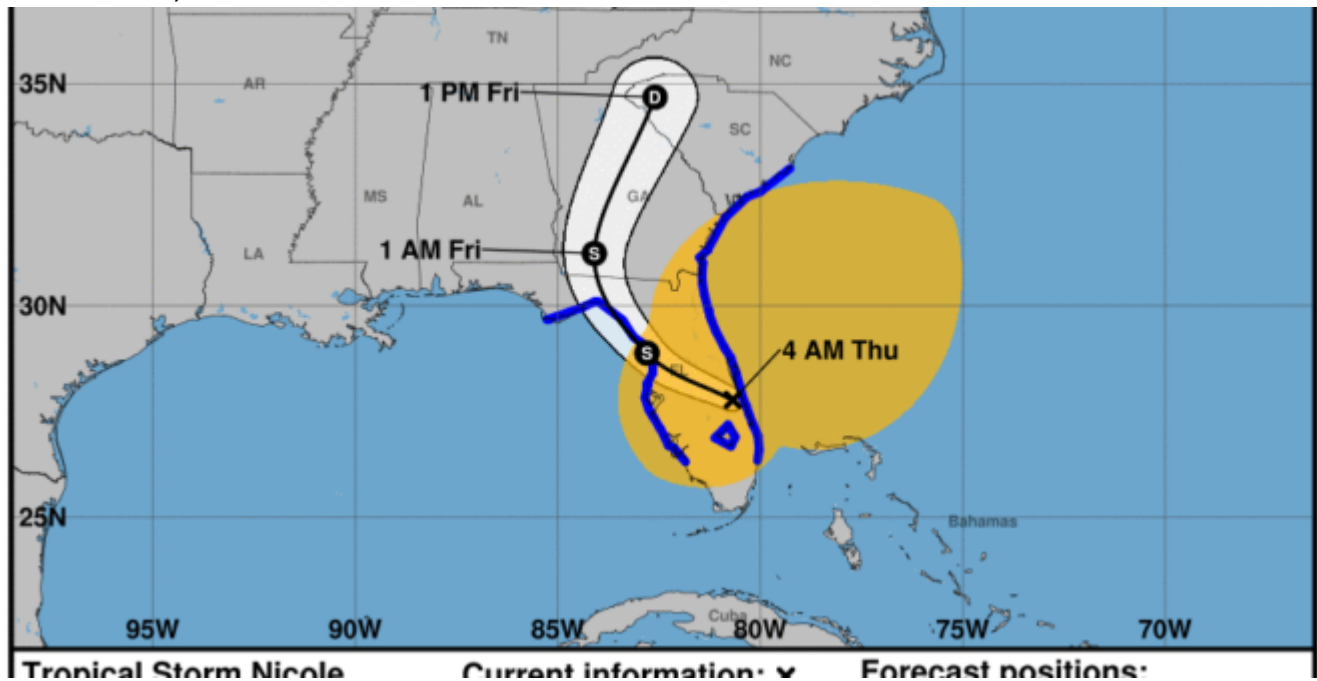 TN
NC
35N
AR
1 PM Fri
D
SC
MS
AL
GA
1 AM Fri
S
LA
30N
S
4 AM Thu
FL
25N
Bahamas
Cuba
95W 90W 85W 80W 75W 70W
Tropical Storm Nicole Current information: x Forecast positions: